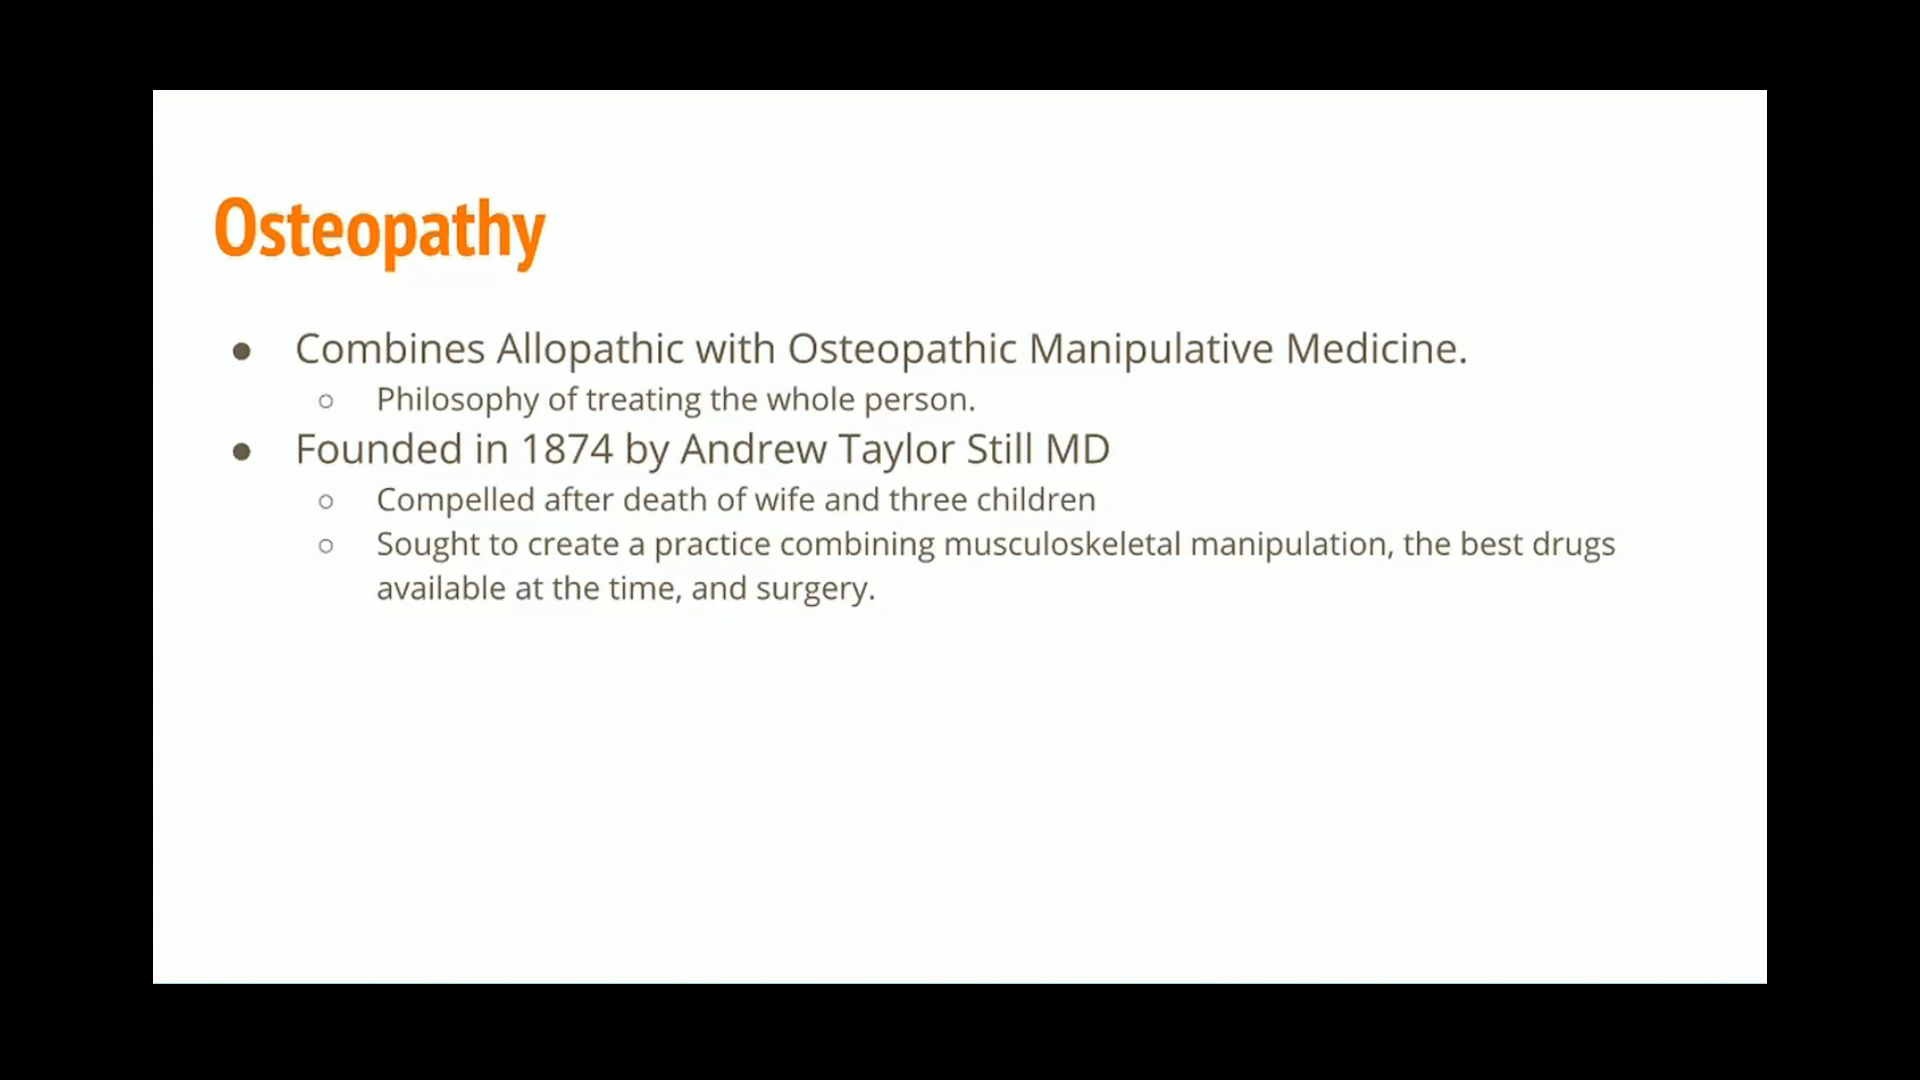 Osteopathy
● Combines Allopathic with Osteopathic Manipulative Medicine.
○ Philosophy of treating the whole person.
● Founded in 1874 by Andrew Taylor Still MD
○ Compelled after death of wife and three children
○ Sought to create a practice combining musculoskeletal manipulation, the best drugs
available at the time, and surgery.